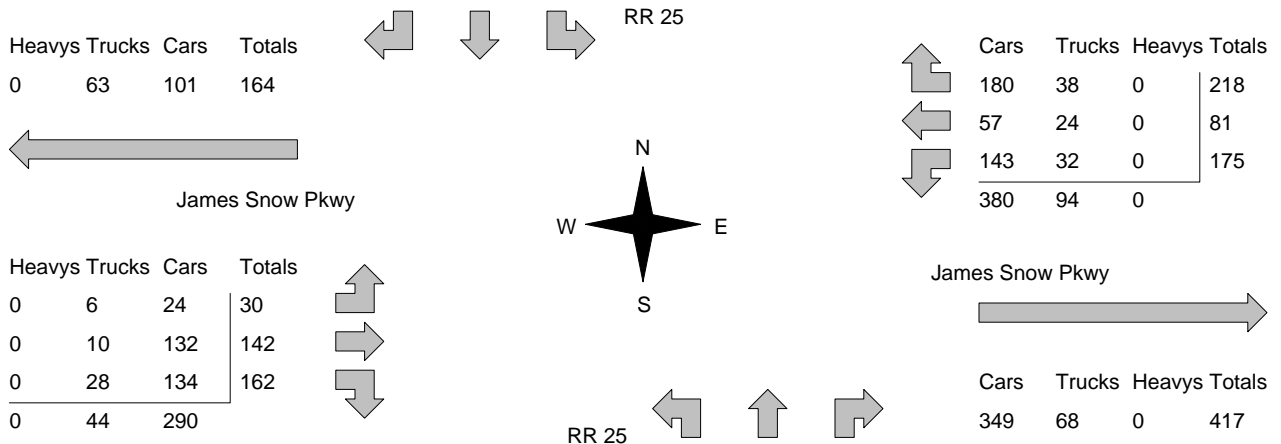 RR 25
Heavys Trucks Cars Totals
0 63 101 164
Cars Trucks Heavys Totals
180 38 0 218
57 24 0 81
143 32 0 175
380 94 0
James Snow Pkwy
N
W E
S
Heavys Trucks Cars Totals
0 6 24 30
0 10 132 142
0 28 134 162
0 44 290
James Snow Pkwy
Cars Trucks Heavys Totals
349 68 0 417
RR 25